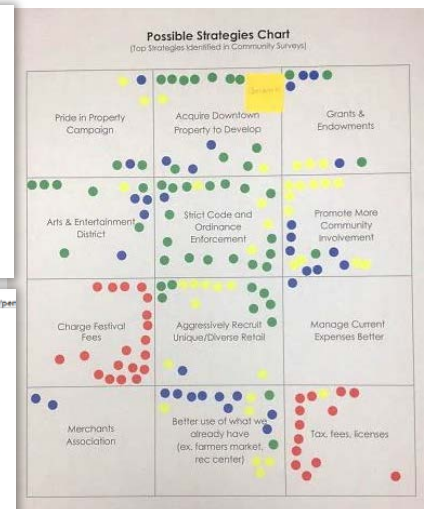 Possible Strategies Chart
(Top Strategies Identified in Community Surveys)
Pride in Property
Campaign
Acquire Downtown
Property to Develop
Grants &
Endowments
Arts & Entertainment
District
Strict Code and
Ordinance
Enforcement
Promote More
Community
Involvement
Charge Festival
Fees
Aggressively Recruit
Unique/Diverse Retail
Manage Current
Expenses Better
Merchants
Association
Better use of what we
already have
(ex. farmers market,
rec center)
Tax, fees, licenses